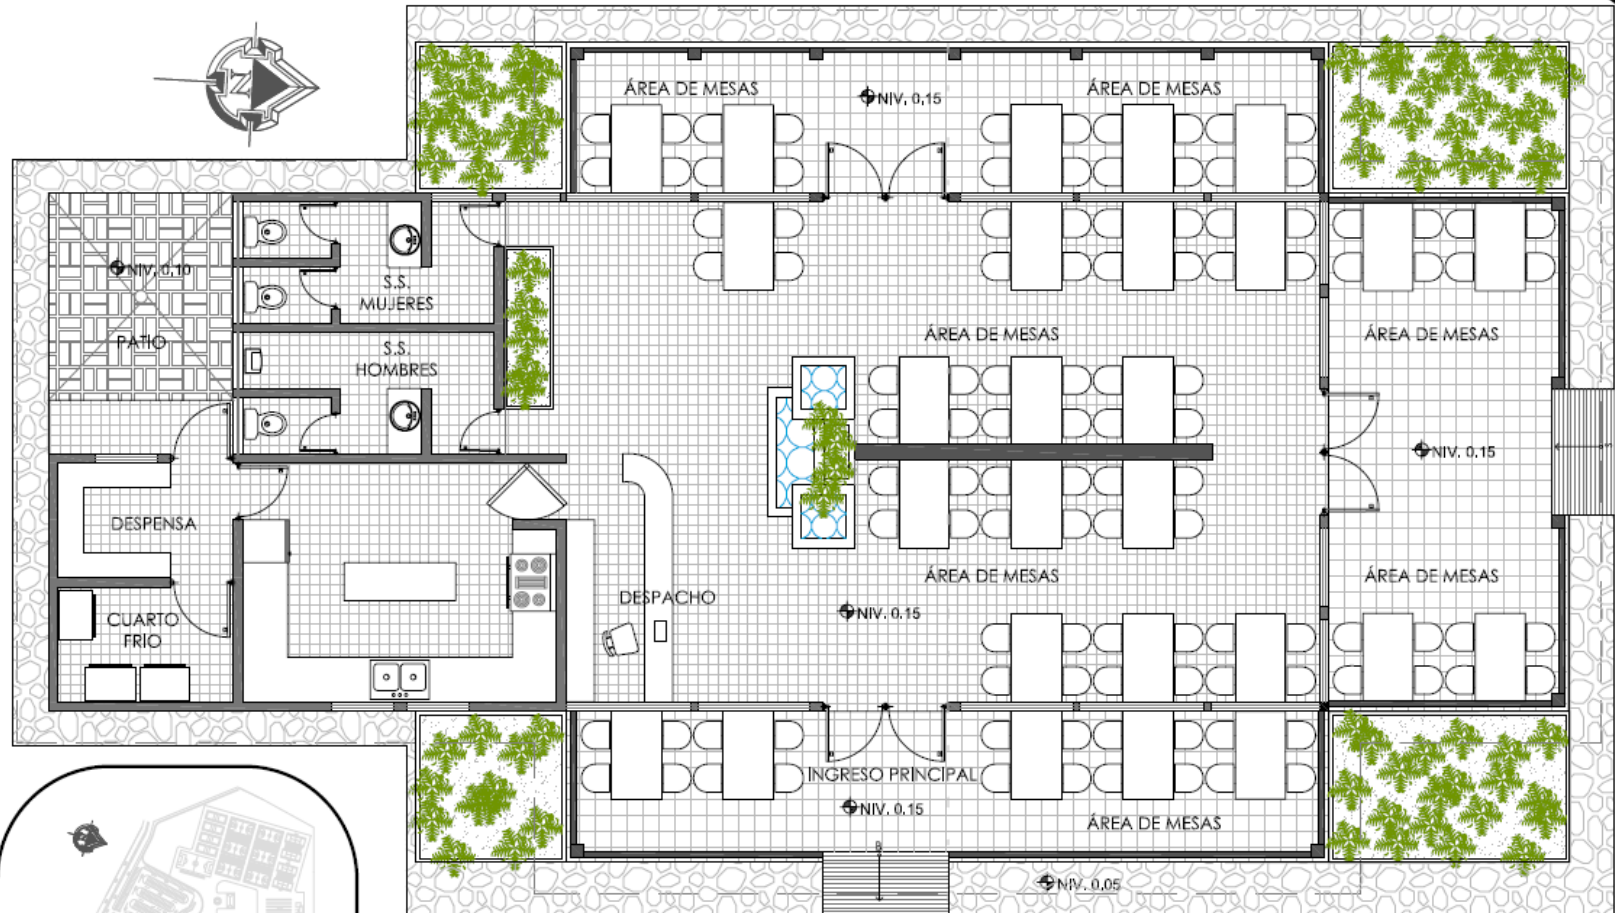 ÁREA DE MESAS
ÁREA DE MESAS
NIV. 0,15
N
NIV. 0,10
PATIO
S.S.
MUJERES
S.S.
HOMBRES
ÁREA DE MESAS
ÁREA DE MESAS
NIV. 0.15
DESPENSA
CUARTO
FRIO
DESPACHO
ÁREA DE MESAS
ÁREA DE MESAS
NIV. 0.15
INGRESO PRINCIPAL
NIV. 0.15
ÁREA DE MESAS
NIV. 0,05